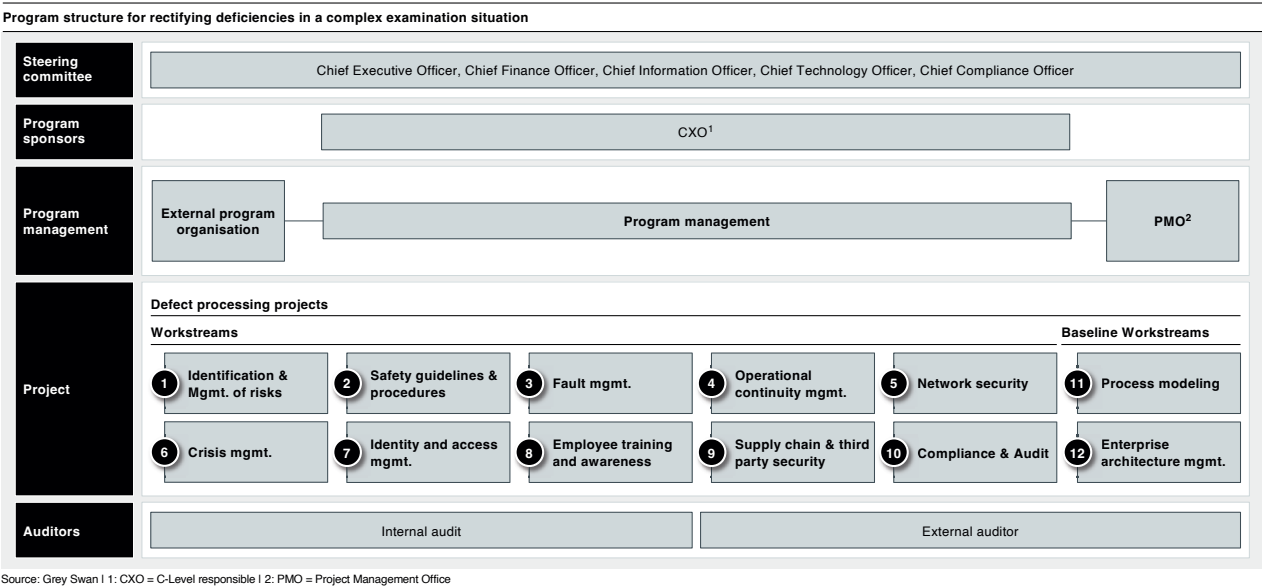 Program structure for rectifying deficiencies in a complex examination situation
Steering
committee
Chief Executive Officer, Chief Finance Officer, Chief Information Officer, Chief Technology Officer, Chief Compliance Officer
Program
sponsors
CXO¹
Program
management
External program
organisation
Program management
PMO²
Project
Defect processing projects
Workstreams
Baseline Workstreams
1 Identification &
Mgmt. of risks
2 Safety guidelines &
procedures
3 Fault mgmt.
4 Operational
continuity mgmt.
5 Network security
11 Process modeling
6 Crisis mgmt.
7 Identity and access
mgmt.
8 Employee training
and awareness
9 Supply chain & third
party security
10 Compliance & Audit
12 Enterprise
architecture mgmt.
Auditors
Internal audit
External auditor
Source: Grey Swan I 1: CXO = C-Level responsible I 2: PMO = Project Management Office